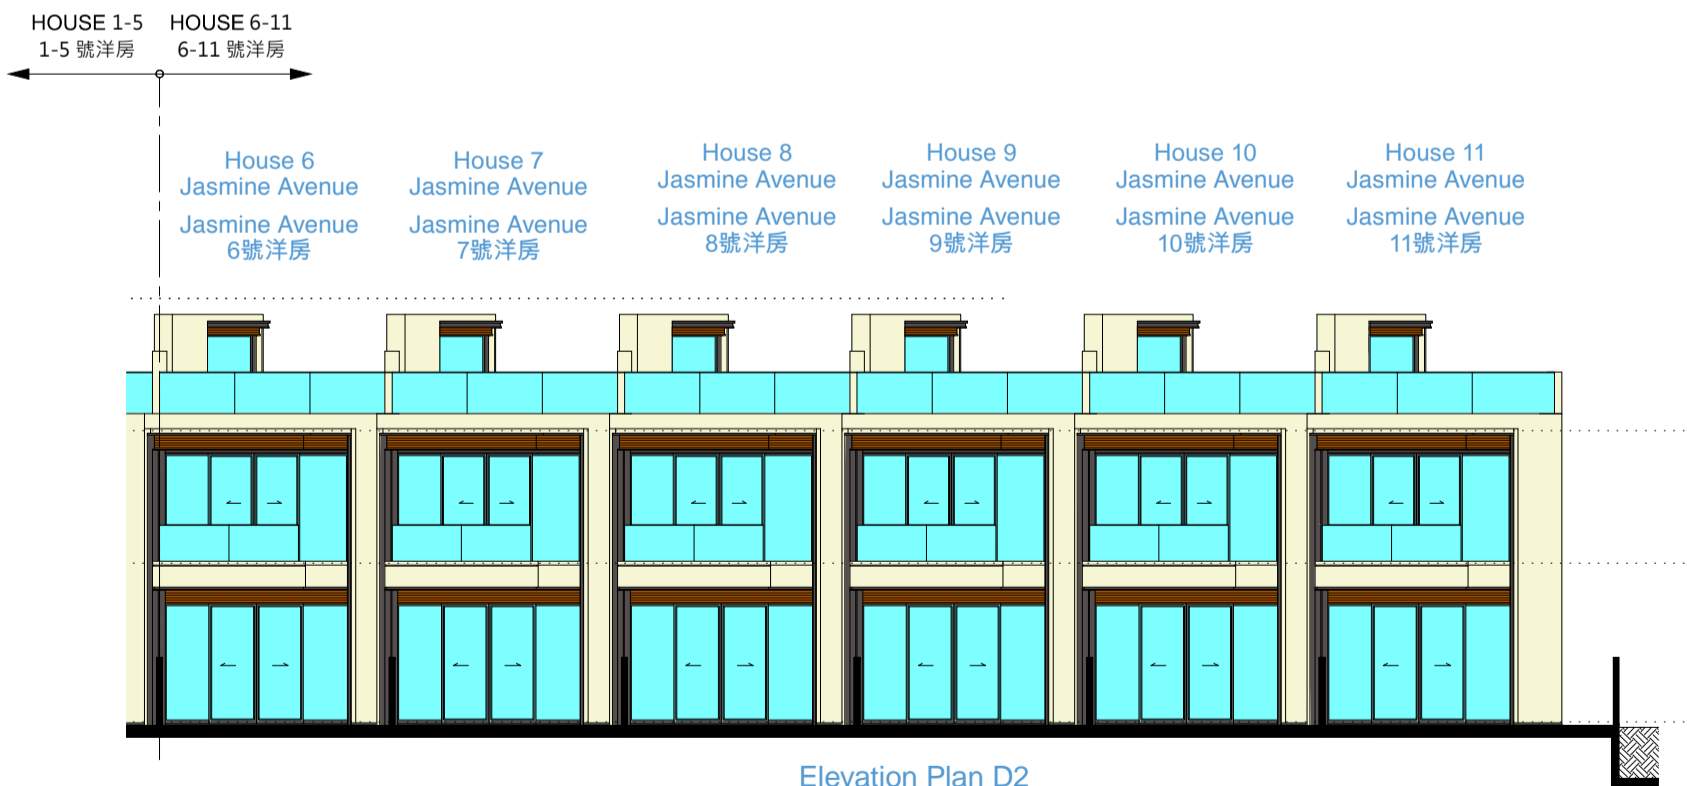 HOUSE 1-5
1-5 號洋房
HOUSE 6-11
6-11 號洋房
House 6
Jasmine Avenue
Jasmine Avenue
6號洋房
House 7
Jasmine Avenue
Jasmine Avenue
7號洋房
House 8
Jasmine Avenue
Jasmine Avenue
8號洋房
House 9
Jasmine Avenue
Jasmine Avenue
9號洋房
House 10
Jasmine Avenue
Jasmine Avenue
10號洋房
House 11
Jasmine Avenue
Jasmine Avenue
11號洋房
Elevation Plan D2